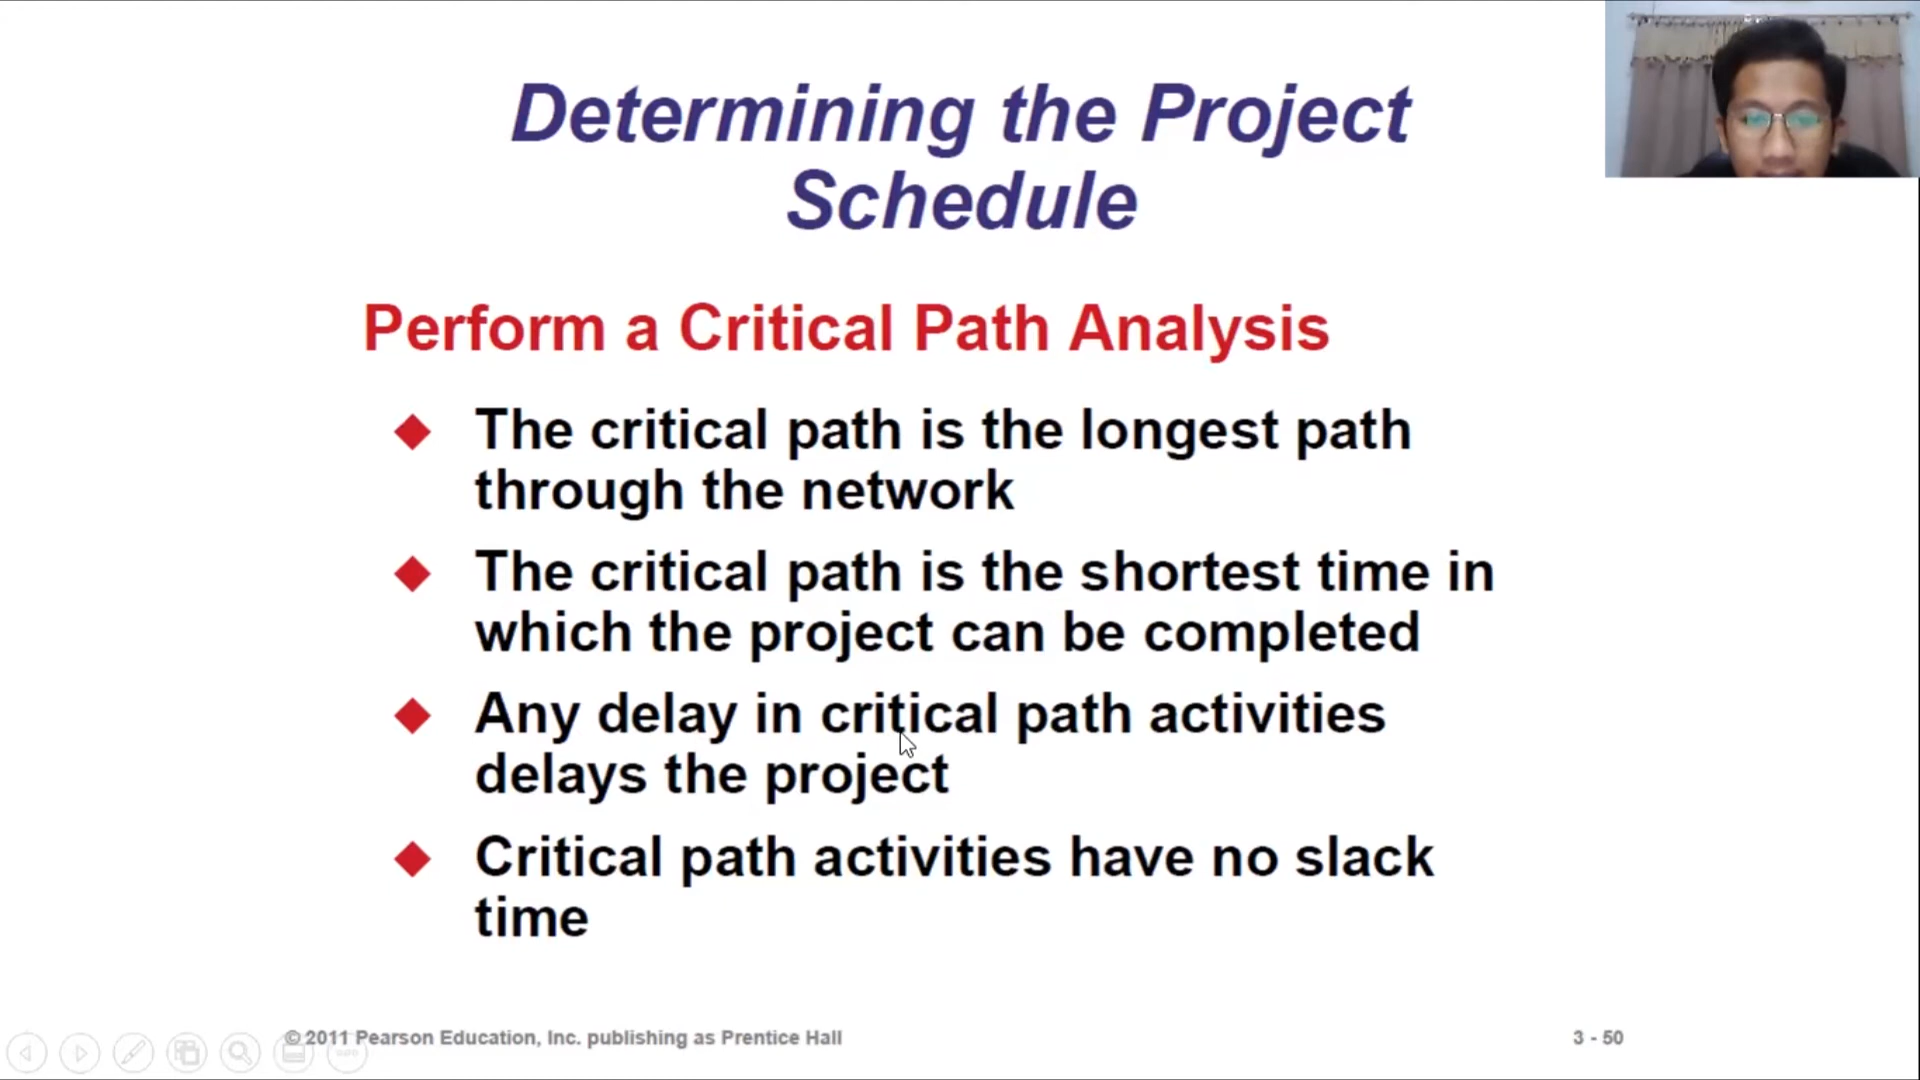 Determining the Project
Schedule
Perform a Critical Path Analysis
The critical path is the longest path
through the network
The critical path is the shortest time in
which the project can be completed
Any delay in critical path activities
delays the project
Critical path activities have no slack
time
© 2011 Pearson Education, Inc. publishing as Prentice Hall
3 - 50